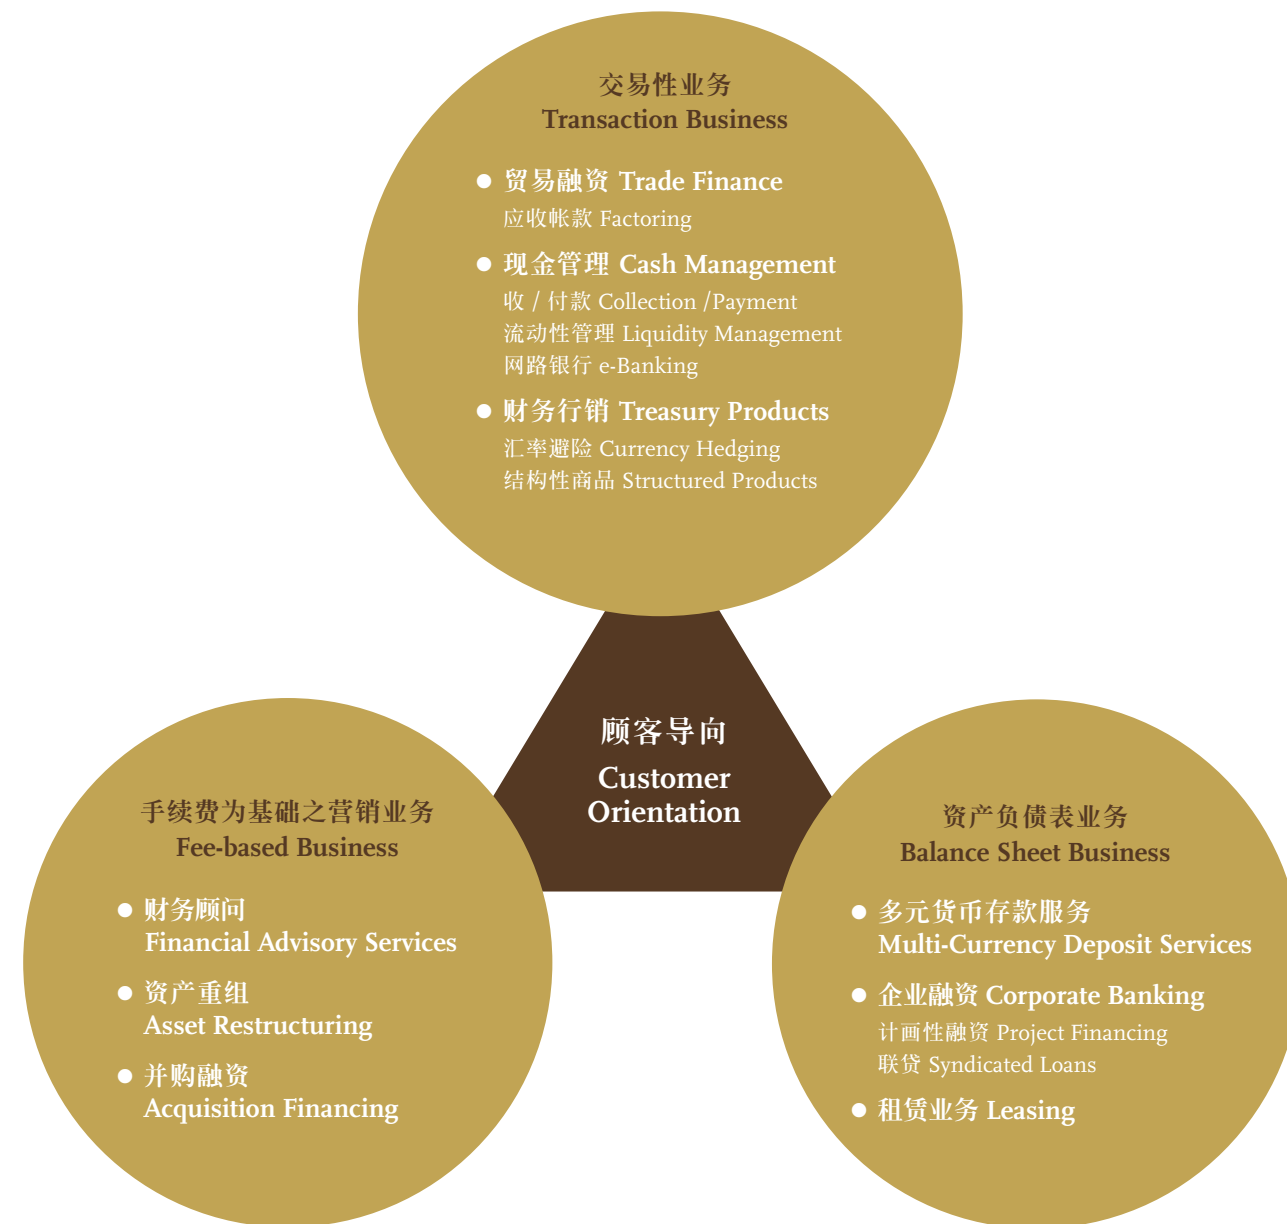 交易性业务
Transaction Business
● 贸易融资 Trade Finance
应收帐款 Factoring
● 现金管理 Cash Management
收 / 付款 Collection /Payment
流动性管理 Liquidity Management
网路银行 e-Banking
● 财务行销 Treasury Products
汇率避险 Currency Hedging
结构性商品 Structured Products
顾客导向
Customer
Orientation
手续费为基础之营销业务
Fee-based Business
● 财务顾问
Financial Advisory Services
● 资产重组
Asset Restructuring
● 并购融资
Acquisition Financing
资产负债表业务
Balance Sheet Business
● 多元货币存款服务
Multi-Currency Deposit Services
● 企业融资 Corporate Banking
计画性融资 Project Financing
联贷 Syndicated Loans
● 租赁业务 Leasing